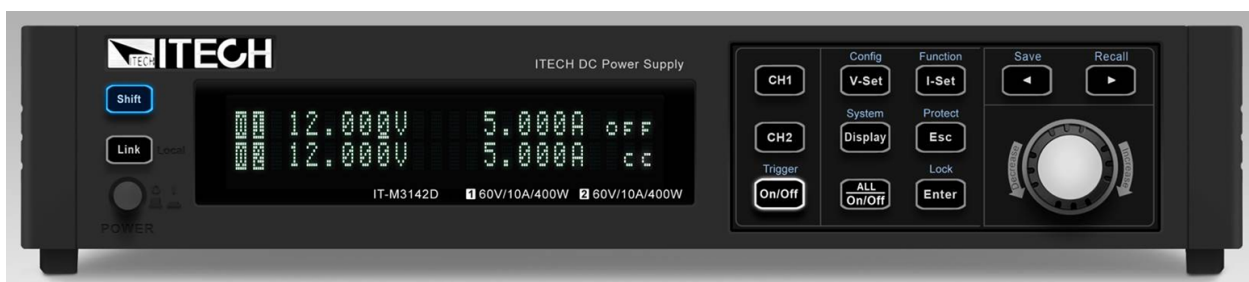 ITECH ITECH
ITECH DC Power Supply
Shift
Link Local
POWER
01 12.000V 5.000A OFF
02 12.000V 5.000A CC
IT-M3142D 1 60V/10A/400W 2 60V/10A/400W
CH1
CH2
Trigger
On/Off
Config Function
V-Set I-Set
System Protect
Display Esc
Lock
ALL
On/Off Enter
Save Recall
Decrease Increase